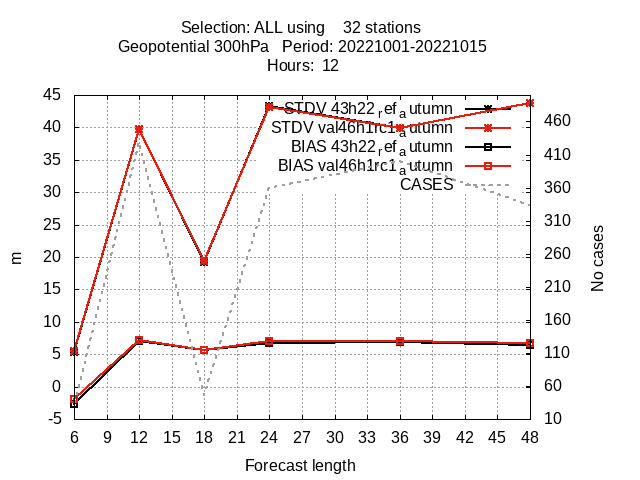 Selection: ALL using    32 stations
Geopotential 300hPa   Period: 20221001-20221015
Hours:  12
45
40
35
30
25
20
15
10
5
0
-5
m
STDV 43h22_ref_autumn
STDV val46h1rc1_autumn
BIAS 43h22_ref_autumn
BIAS val46h1rc1_autumn
CASES
460
410
360
310
260
210
160
110
60
10
No cases
6 9 12 15 18 21 24 27 30 33 36 39 42 45 48
Forecast length